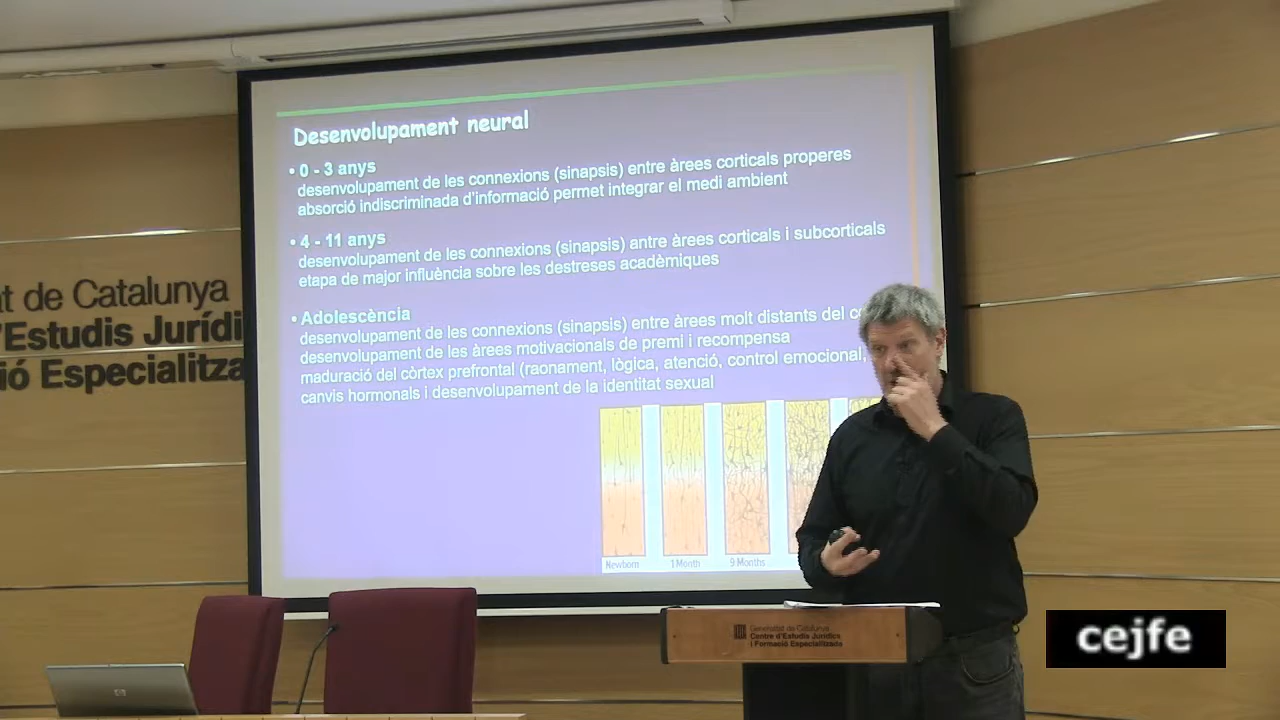 Desenvolupament neural
• 0 - 3 anys
desenvolupament de les connexions (sinapsis) entre àrees corticals properes
absorció indiscriminada d'informació permet integrar el medi ambient
• 4 - 11 anys
desenvolupament de les connexions (sinapsis) antre àrees corticals i subcorticals
etapa de major influència sobre les destreses acadèmiques
• Adolescència
desenvolupament de les connexions (sinapsis) entre àrees molt distants del
desenvolupament de les àrees motivacionals de premi i recompensa
maduració del còrtex prefrontal (raonament, lògica, atenció, control emocional,
canvis hormonals i desenvolupament de la identitat sexual
Newborn 1 Month 9 Months
t de Catalunya
'Estudis Jurídi
ió Especialitza
hp
Generalitat de Catalunya
Centre d'Estudis Jurídics
i Formació Especialitzada
cejfe